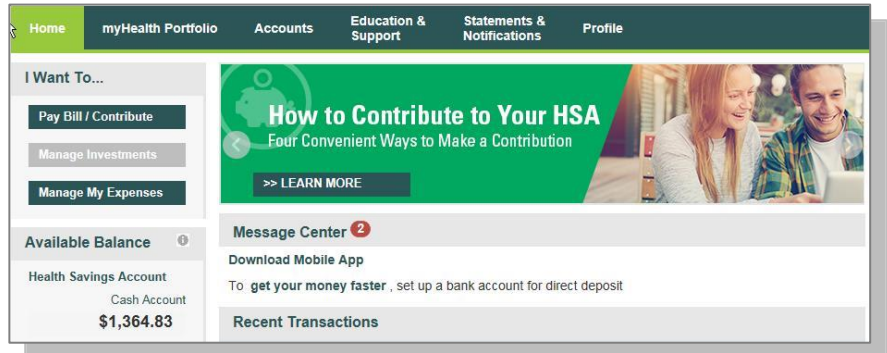 Home
myHealth Portfolio
Accounts
Education &
Support
Statements &
Notifications
Profile
I Want To...
Pay Bill / Contribute
Manage Investments
Manage My Expenses
Available Balance
Health Savings Account
Cash Account
$1,364.83
How to Contribute to Your HSA
Four Convenient Ways to Make a Contribution
>> LEARN MORE
Message Center 2
Download Mobile App
To get your money faster , set up a bank account for direct deposit
Recent Transactions